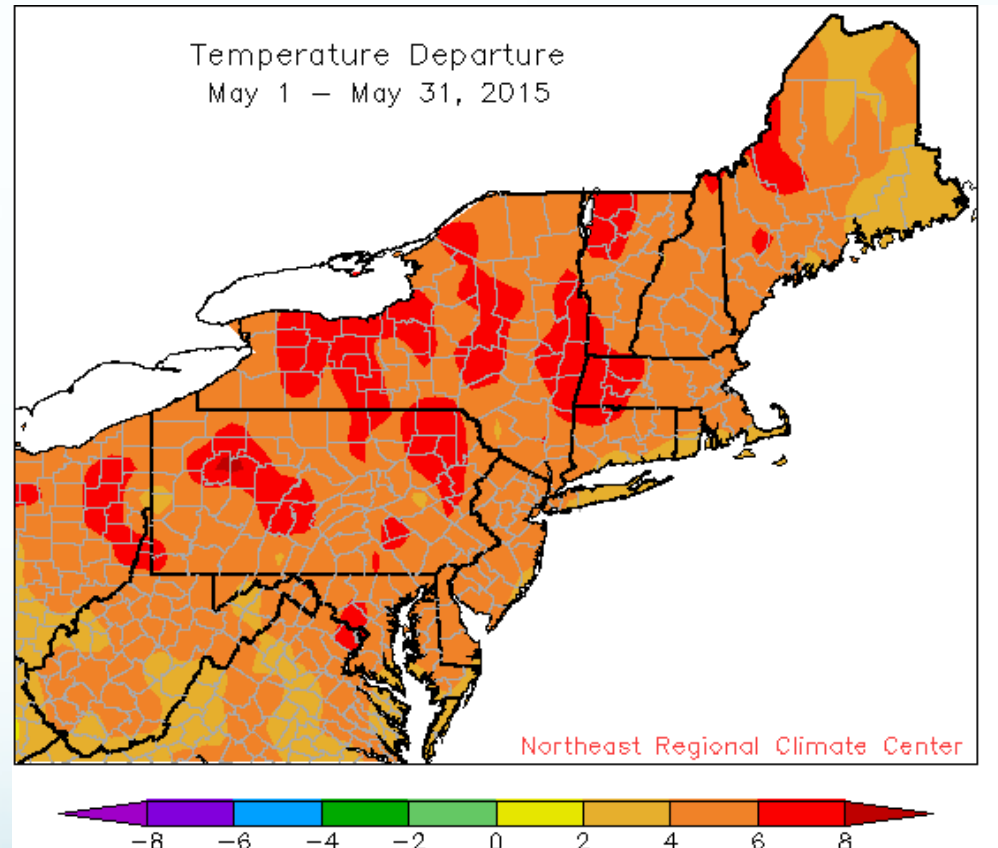 Temperature Departure
May 1 – May 31, 2015
Northeast Regional Climate Center
-8 -6 -4 -2 0 2 4 6 8